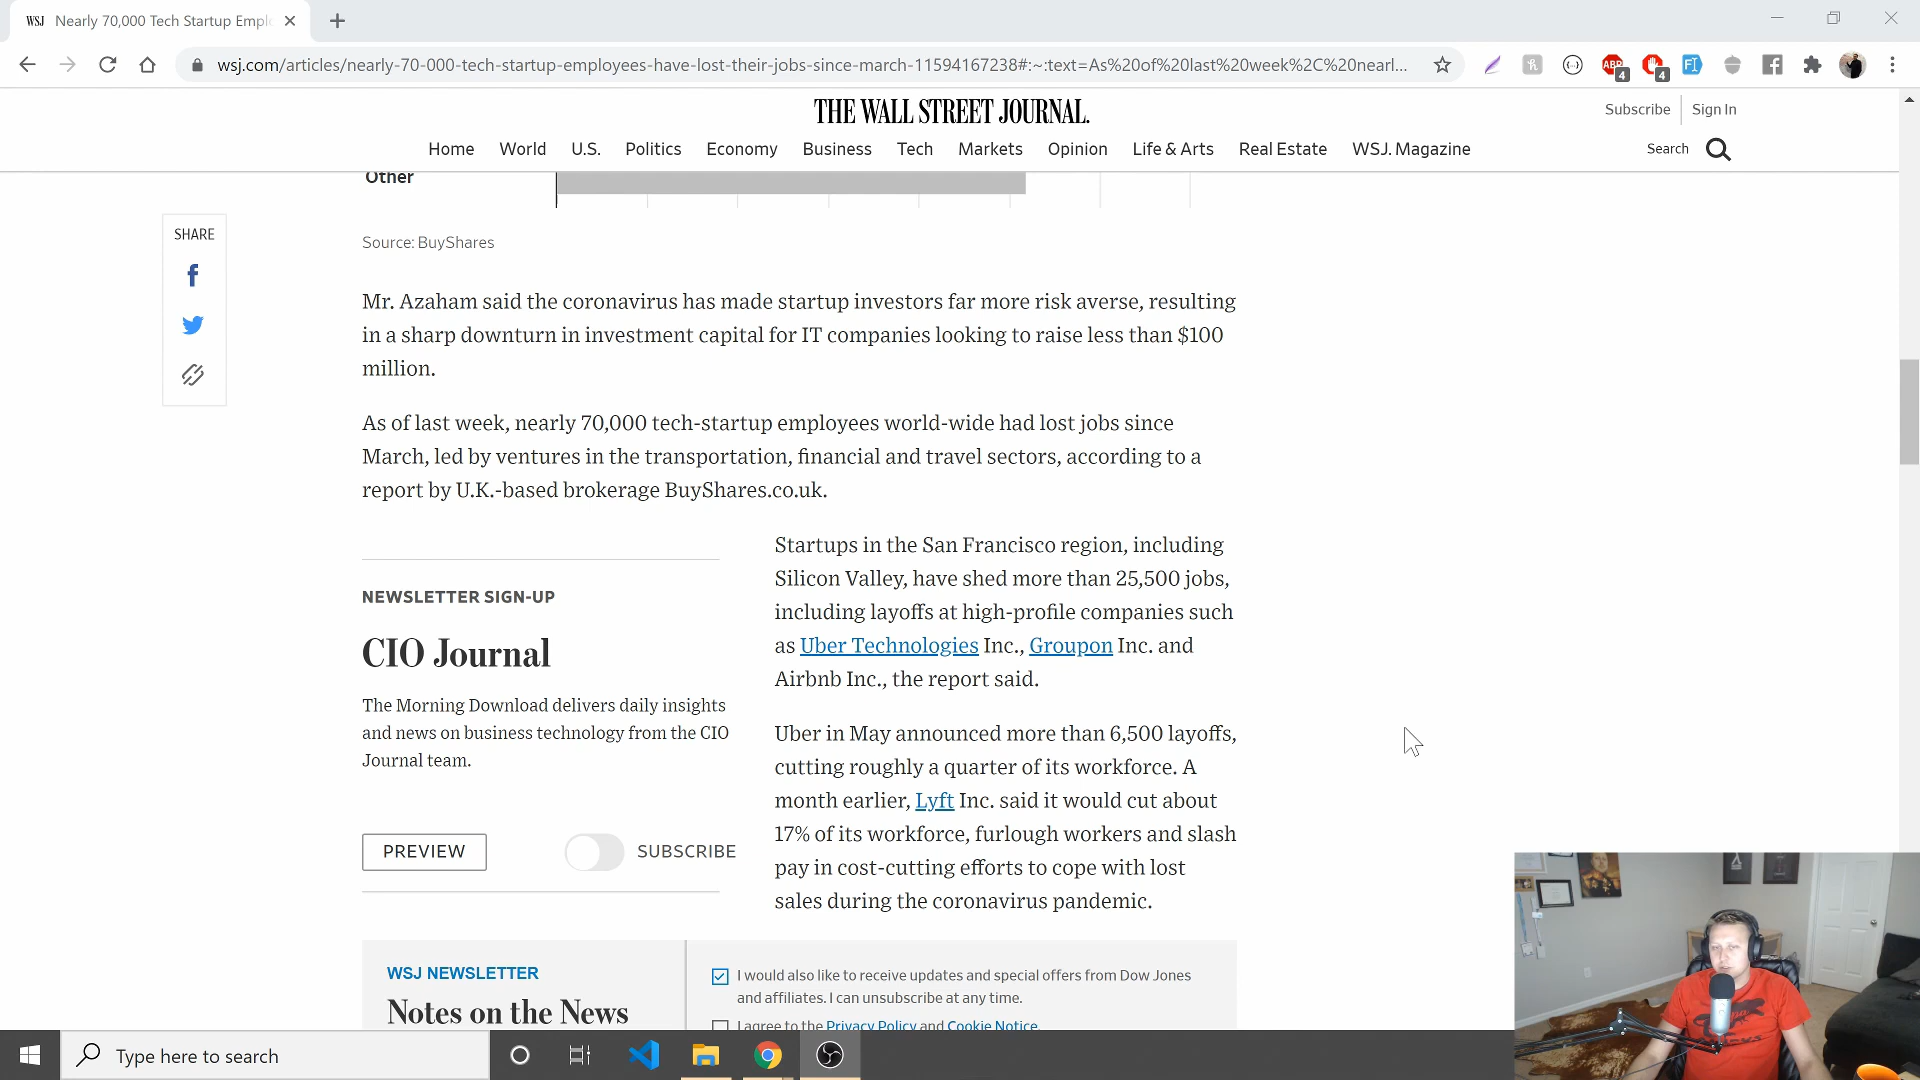 WSJ Nearly 70,000 Tech Startup Empl
wsj.com/articles/nearly-70-000-tech-startup-employees-have-lost-their-jobs-since-march-11594167238#:~:text=As%20of%20last%20week%2C%20nearl...
ABP 4 4
THE WALL STREET JOURNAL.
Subscribe Sign In
Home World U.S. Politics Economy Business Tech Markets Opinion Life & Arts Real Estate WSJ. Magazine
Search
Other
SHARE
Source: BuyShares
Mr. Azaham said the coronavirus has made startup investors far more risk averse, resulting
in a sharp downturn in investment capital for IT companies looking to raise less than $100
million.
As of last week, nearly 70,000 tech-startup employees world-wide had lost jobs since
March, led by ventures in the transportation, financial and travel sectors, according to a
report by U.K.-based brokerage BuyShares.co.uk.
NEWSLETTER SIGN-UP
CIO Journal
The Morning Download delivers daily insights
and news on business technology from the CIO
Journal team.
PREVIEW
SUBSCRIBE
Startups in the San Francisco region, including
Silicon Valley, have shed more than 25,500 jobs,
including layoffs at high-profile companies such
as Uber Technologies Inc., Groupon Inc. and
Airbnb Inc., the report said.
Uber in May announced more than 6,500 layoffs,
cutting roughly a quarter of its workforce. A
month earlier, Lyft Inc. said it would cut about
17% of its workforce, furlough workers and slash
pay in cost-cutting efforts to cope with lost
sales during the coronavirus pandemic.
WSJ NEWSLETTER
Notes on the News
I would also like to receive updates and special offers from Dow Jones
and affiliates. I can unsubscribe at any time.
I agree to the Privacy Policy and Cookie Notice.
Type here to search